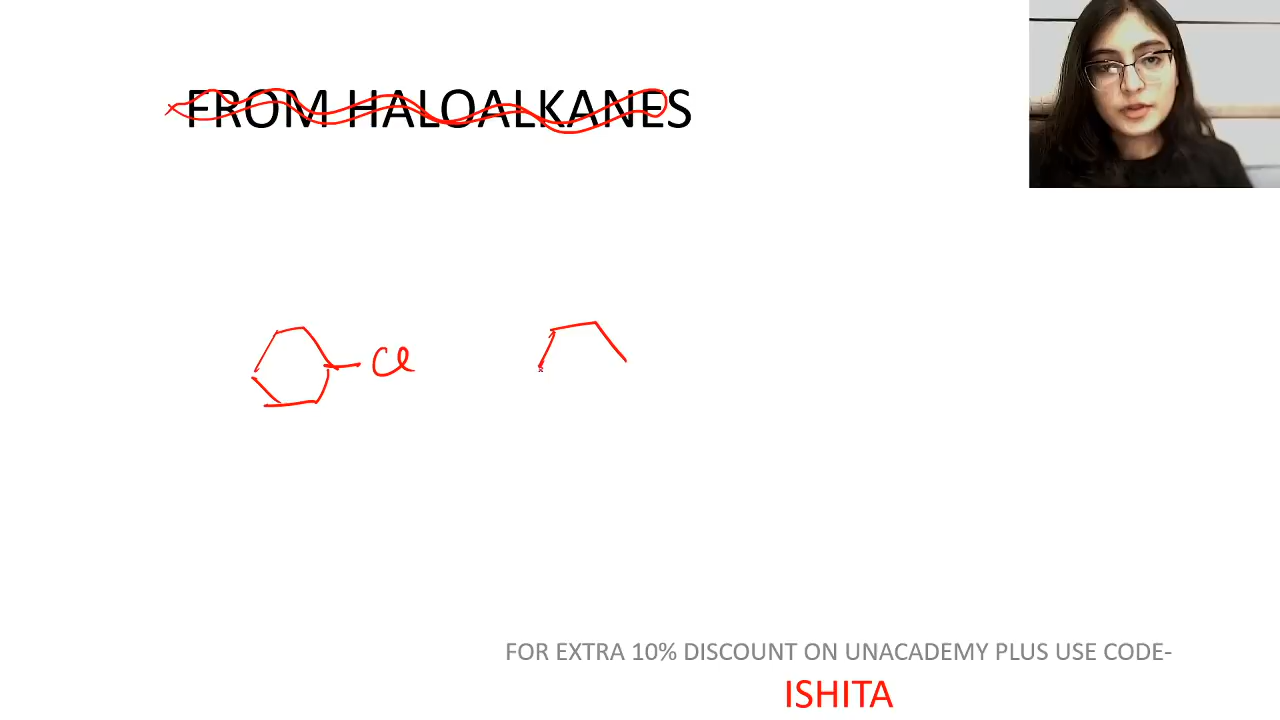 FROM HALOALKANES
Cl
FOR EXTRA 10% DISCOUNT ON UNACADEMY PLUS USE CODE-
ISHITA